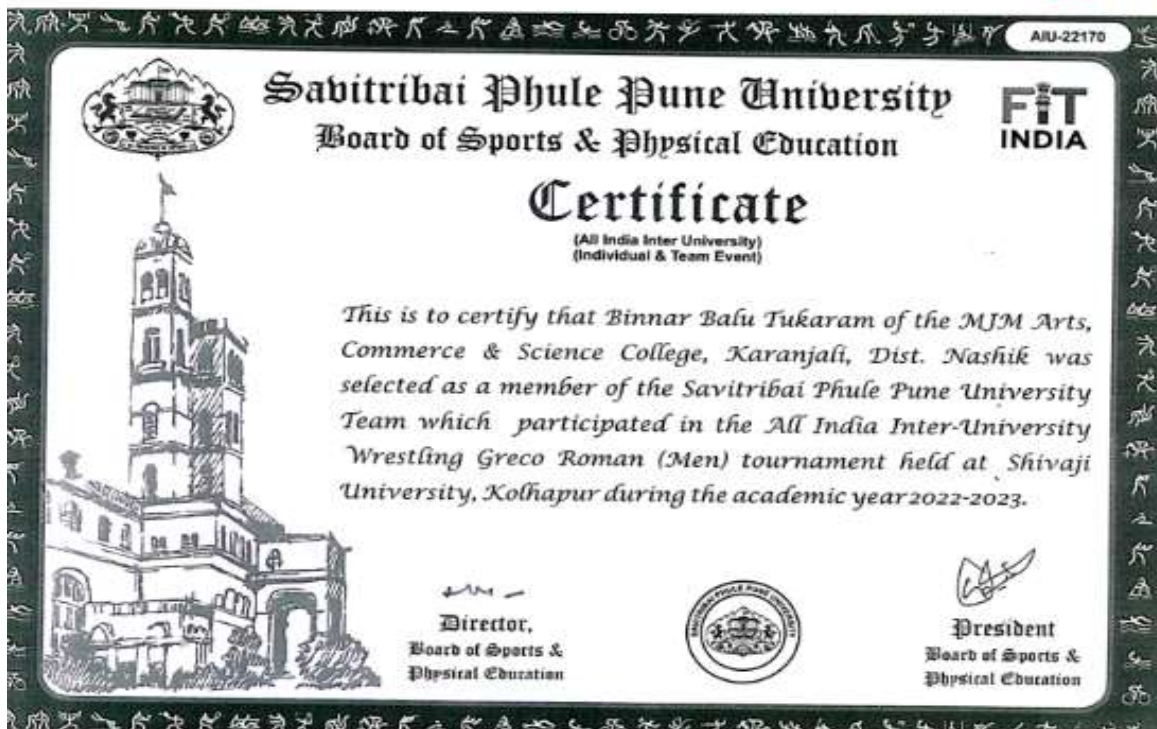 AIU-22170
Savitribai Phule Pune University
Board of Sports & Physical Education
FIT
INDIA
Certificate
(All India Inter University)
(Individual & Team Event)
This is to certify that Binnar Balu Tukaram of the MJM Arts,
Commerce & Science College, Karanjali, Dist. Nashik was
selected as a member of the Savitribai Phule Pune University
Team which participated in the All India Inter-University
Wrestling Greco Roman (Men) tournament held at Shivaji
University, Kolhapur during the academic year 2022-2023.
Director,
Board of Sports &
Physical Education
SAVITRIBAI PHULE PUNE UNIVERSITY
President
Board of Sports &
Physical Education